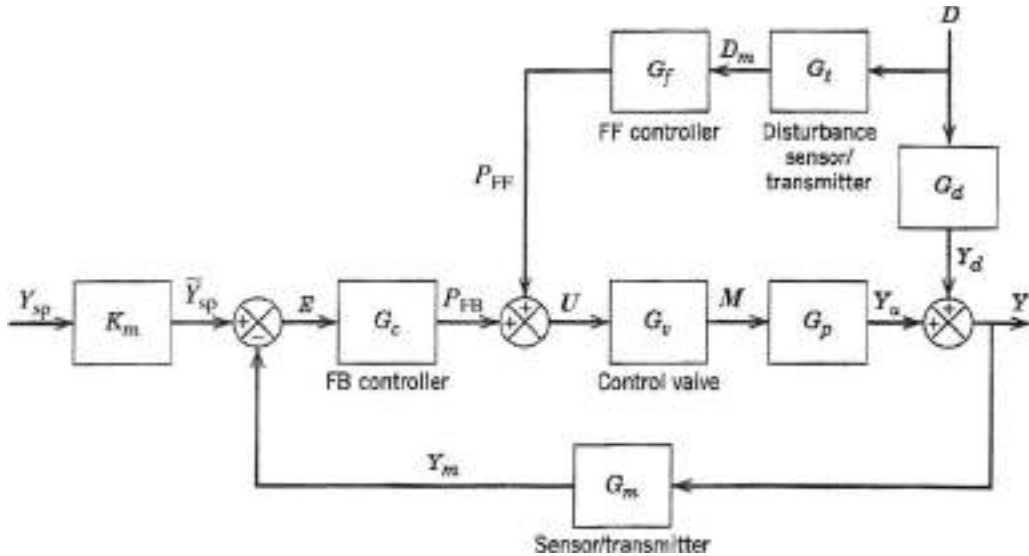 D
D_m
G_f
G_t
FF controller
Disturbance
sensor/
transmitter
P_FF
G_d
Y_d
Y_sp
K_m
Ỹ_sp
E
G_c
P_FB
U
G_v
M
G_p
Y_u
Y
+
+
+
+
−
FB controller
Control valve
Y_m
G_m
Sensor/transmitter